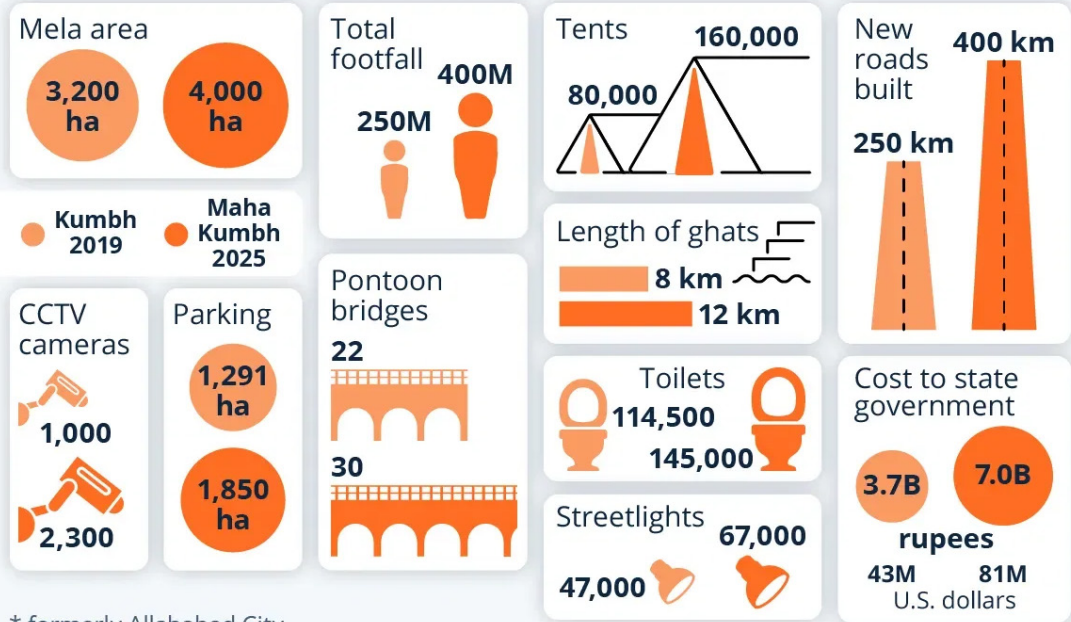 Mela area
3,200
ha
4,000
ha
Kumbh
2019
Maha
Kumbh
2025
CCTV
cameras
1,000
2,300
Parking
1,291
ha
1,850
ha
Total
footfall
400M
250M
Pontoon
bridges
22
30
Tents
160,000
80,000
Length of ghats
8 km
12 km
Toilets
114,500
145,000
Streetlights
67,000
47,000
New
roads
built
400 km
250 km
Cost to state
government
3.7B
7.0B
rupees
43M 81M
U.S. dollars
* formerly Allahabad City